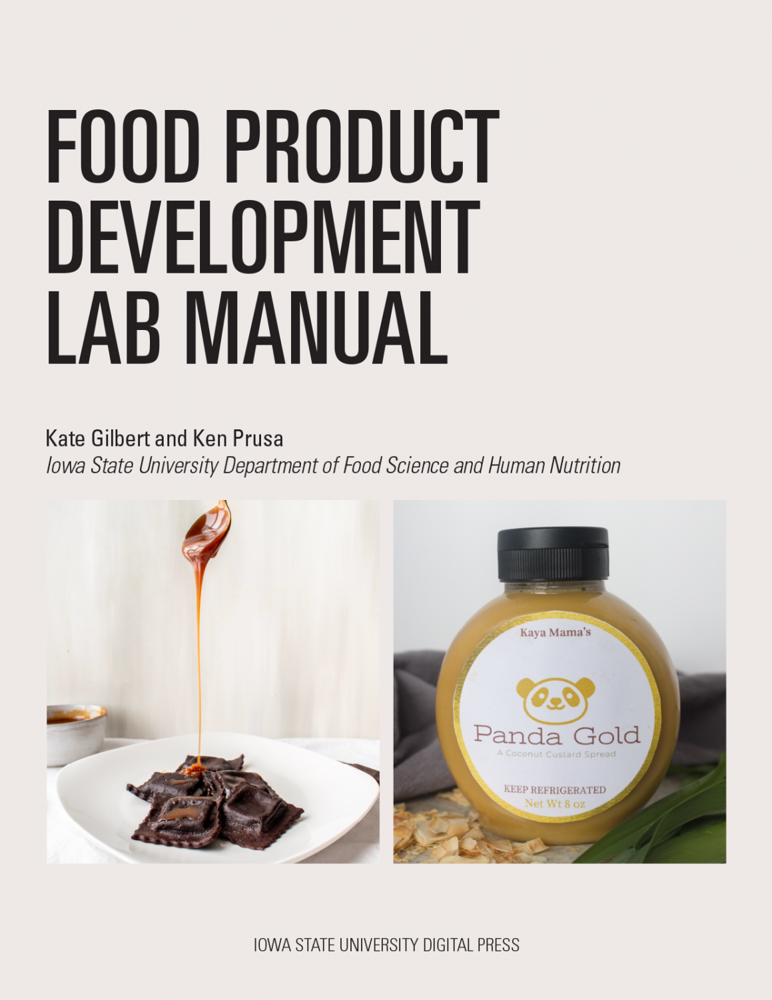 FOOD PRODUCT
DEVELOPMENT
LAB MANUAL
Kate Gilbert and Ken Prusa
Iowa State University Department of Food Science and Human Nutrition
Kaya Mama's
Panda Gold
A Coconut Custard Spread
KEEP REFRIGERATED
Net Wt 8 oz
IOWA STATE UNIVERSITY DIGITAL PRESS